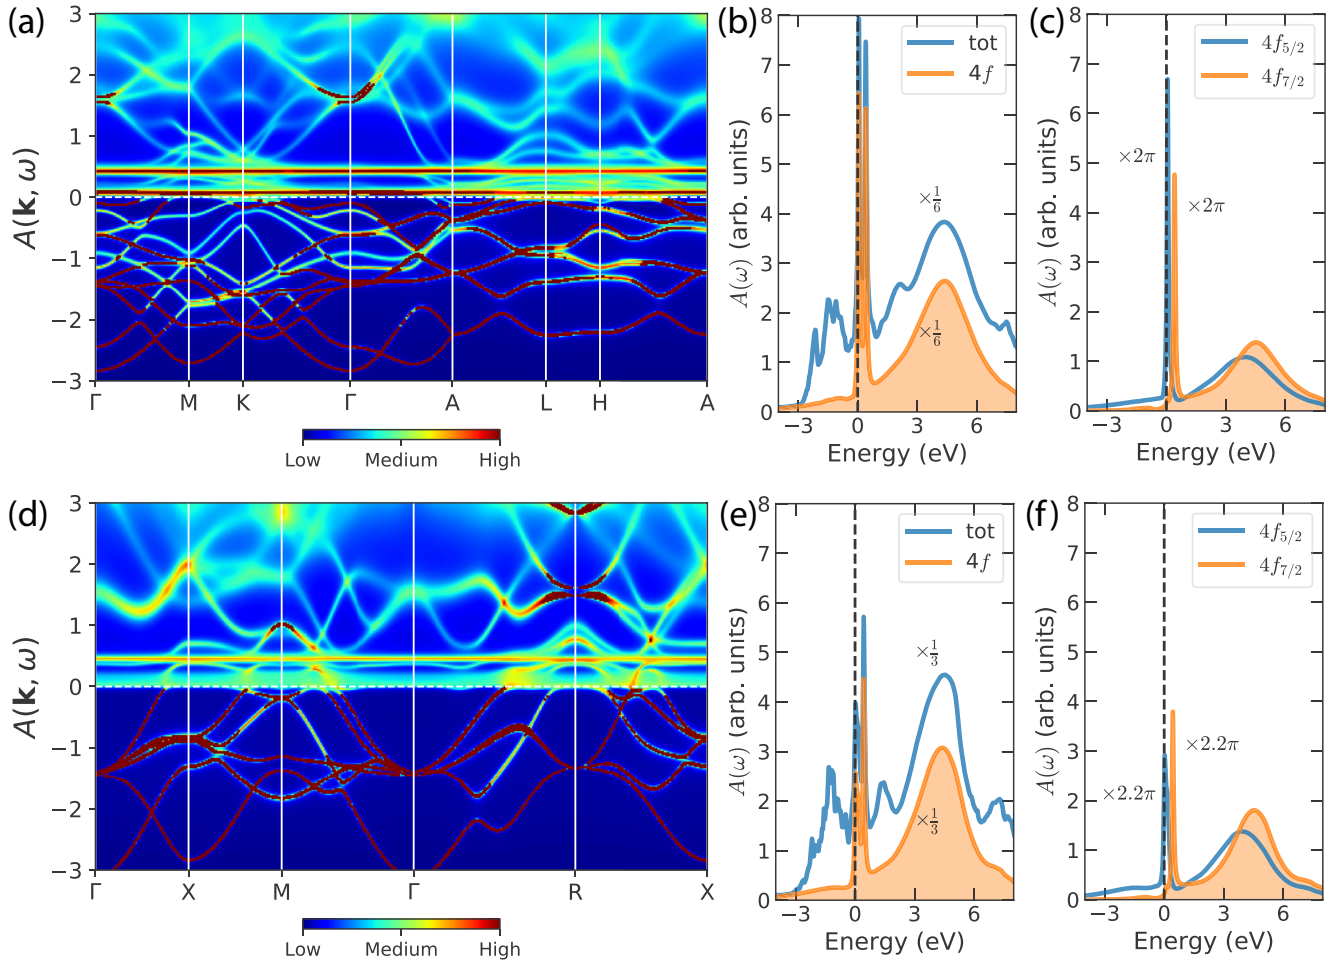 (a)
3
2
1
0
−1
−2
−3
A(k, ω)
Γ M K Γ A L H A
Low Medium High
(b)
8
7
6
5
4
3
2
1
0
A(ω) (arb. units)
tot
4f
×1/6
×1/6
−3 0 3 6
Energy (eV)
(c)
8
7
6
5
4
3
2
1
0
A(ω) (arb. units)
4f5/2
4f7/2
×2π
×2π
−3 0 3 6
Energy (eV)
(d)
3
2
1
0
−1
−2
−3
A(k, ω)
Γ X M Γ R X
Low Medium High
(e)
8
7
6
5
4
3
2
1
0
A(ω) (arb. units)
tot
4f
×1/3
×1/3
−3 0 3 6
Energy (eV)
(f)
8
7
6
5
4
3
2
1
0
A(ω) (arb. units)
4f5/2
4f7/2
×2.2π
×2.2π
−3 0 3 6
Energy (eV)